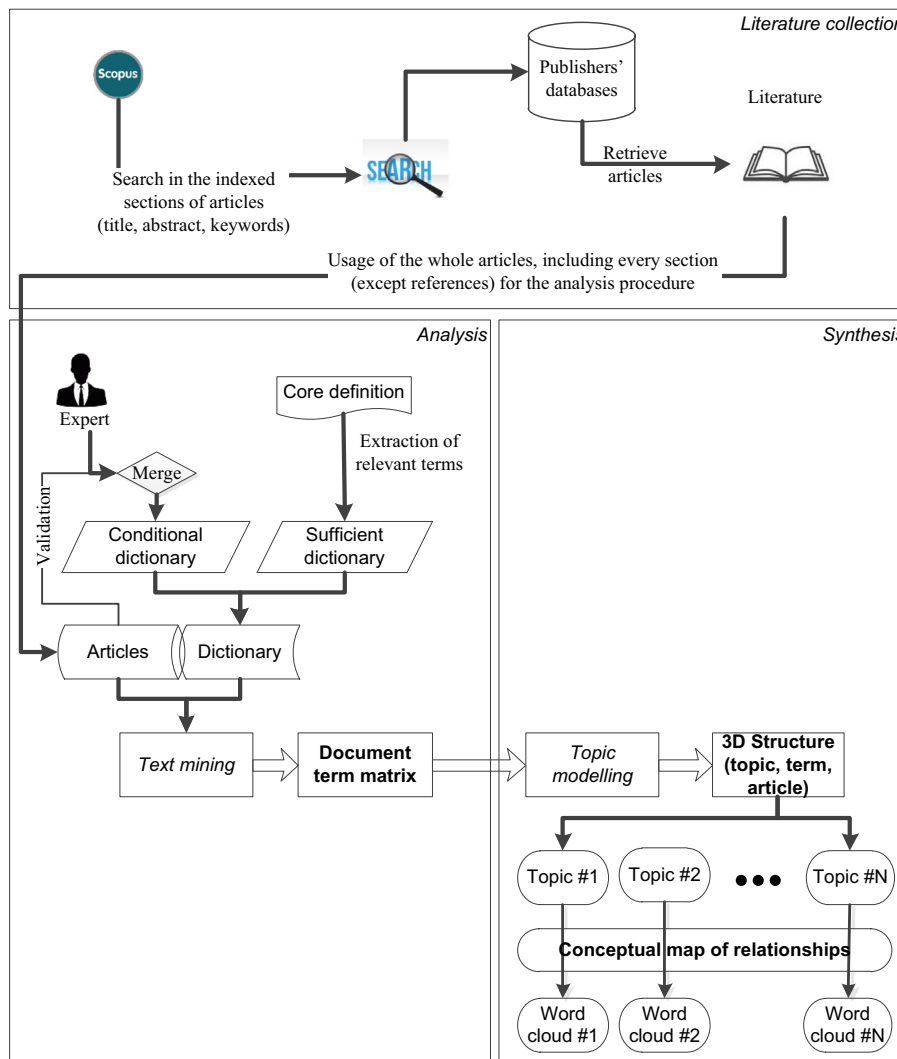 Literature collection
Scopus
Publishers'
databases
Literature
SEARCH
Retrieve
articles
Search in the indexed
sections of articles
(title, abstract, keywords)
Usage of the whole articles, including every section
(except references) for the analysis procedure
Analysis
Synthesis
Expert
Core definition
Extraction of
relevant terms
Merge
Validation
Conditional
dictionary
Sufficient
dictionary
Articles
Dictionary
Text mining
Document
term matrix
Topic
modelling
3D Structure
(topic, term,
article)
Topic #1
Topic #2
Topic #N
Conceptual map of relationships
Word
cloud #1
Word
cloud #2
Word
cloud #N